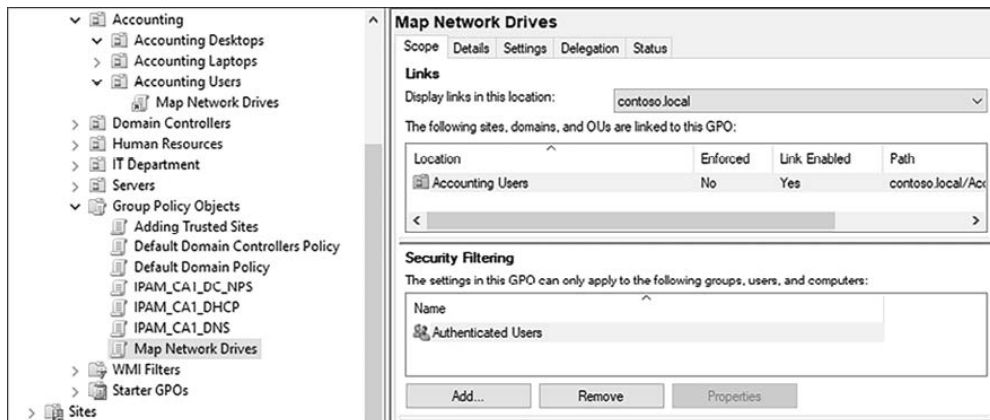 Accounting
Accounting Desktops
Accounting Laptops
Accounting Users
Map Network Drives
Domain Controllers
Human Resources
IT Department
Servers
Group Policy Objects
Adding Trusted Sites
Default Domain Controllers Policy
Default Domain Policy
IPAM_CA1_DC_NPS
IPAM_CA1_DHCP
IPAM_CA1_DNS
Map Network Drives
WMI Filters
Starter GPOs
Sites
Map Network Drives
Scope Details Settings Delegation Status
Links
Display links in this location: contoso.local
The following sites, domains, and OUs are linked to this GPO:
Location Enforced Link Enabled Path
Accounting Users No Yes contoso.local/Acc
Security Filtering
The settings in this GPO can only apply to the following groups, users, and computers:
Name
Authenticated Users
Add... Remove Properties